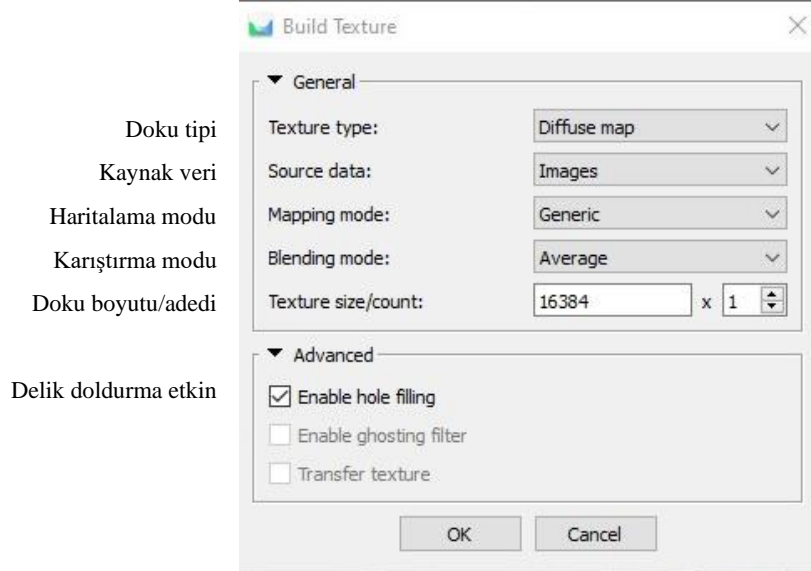 Build Texture
General
Doku tipi Texture type: Diffuse map
Kaynak veri Source data: Images
Haritalama modu Mapping mode: Generic
Karıştırma modu Blending mode: Average
Doku boyutu/adedi Texture size/count: 16384 x 1
Advanced
Delik doldurma etkin Enable hole filling
Enable ghosting filter
Transfer texture
OK Cancel